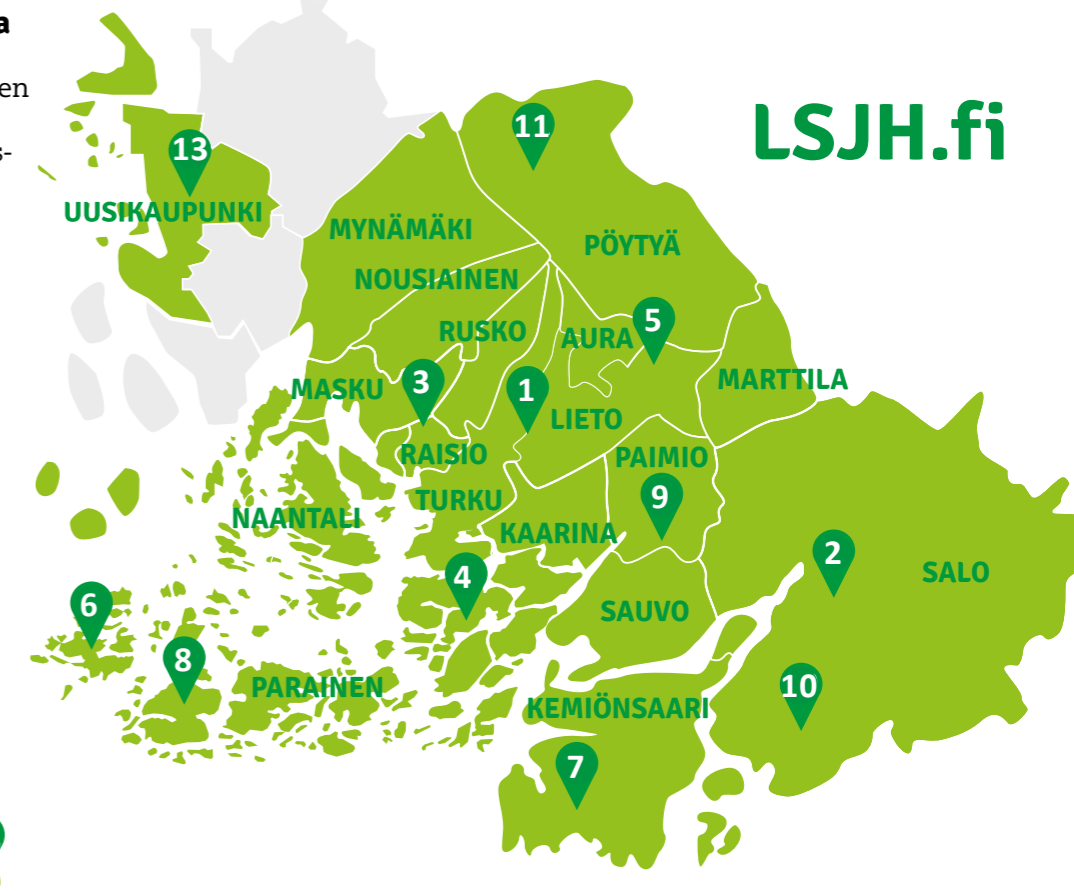 a
en
s-
LSJH.fi
11
13
UUSIKAUPUNKI
MYNÄMÄKI
PÖYTYÄ
NOUSIAINEN
RUSKO
AURA
5
MASKU
3
1
MARTTILA
LIETO
RAISIO
PAIMIO
TURKU
9
NAANTALI
KAARINA
2
SALO
4
6
SAUVO
8
PARAINEN
10
KEMIÖNSAARI
7